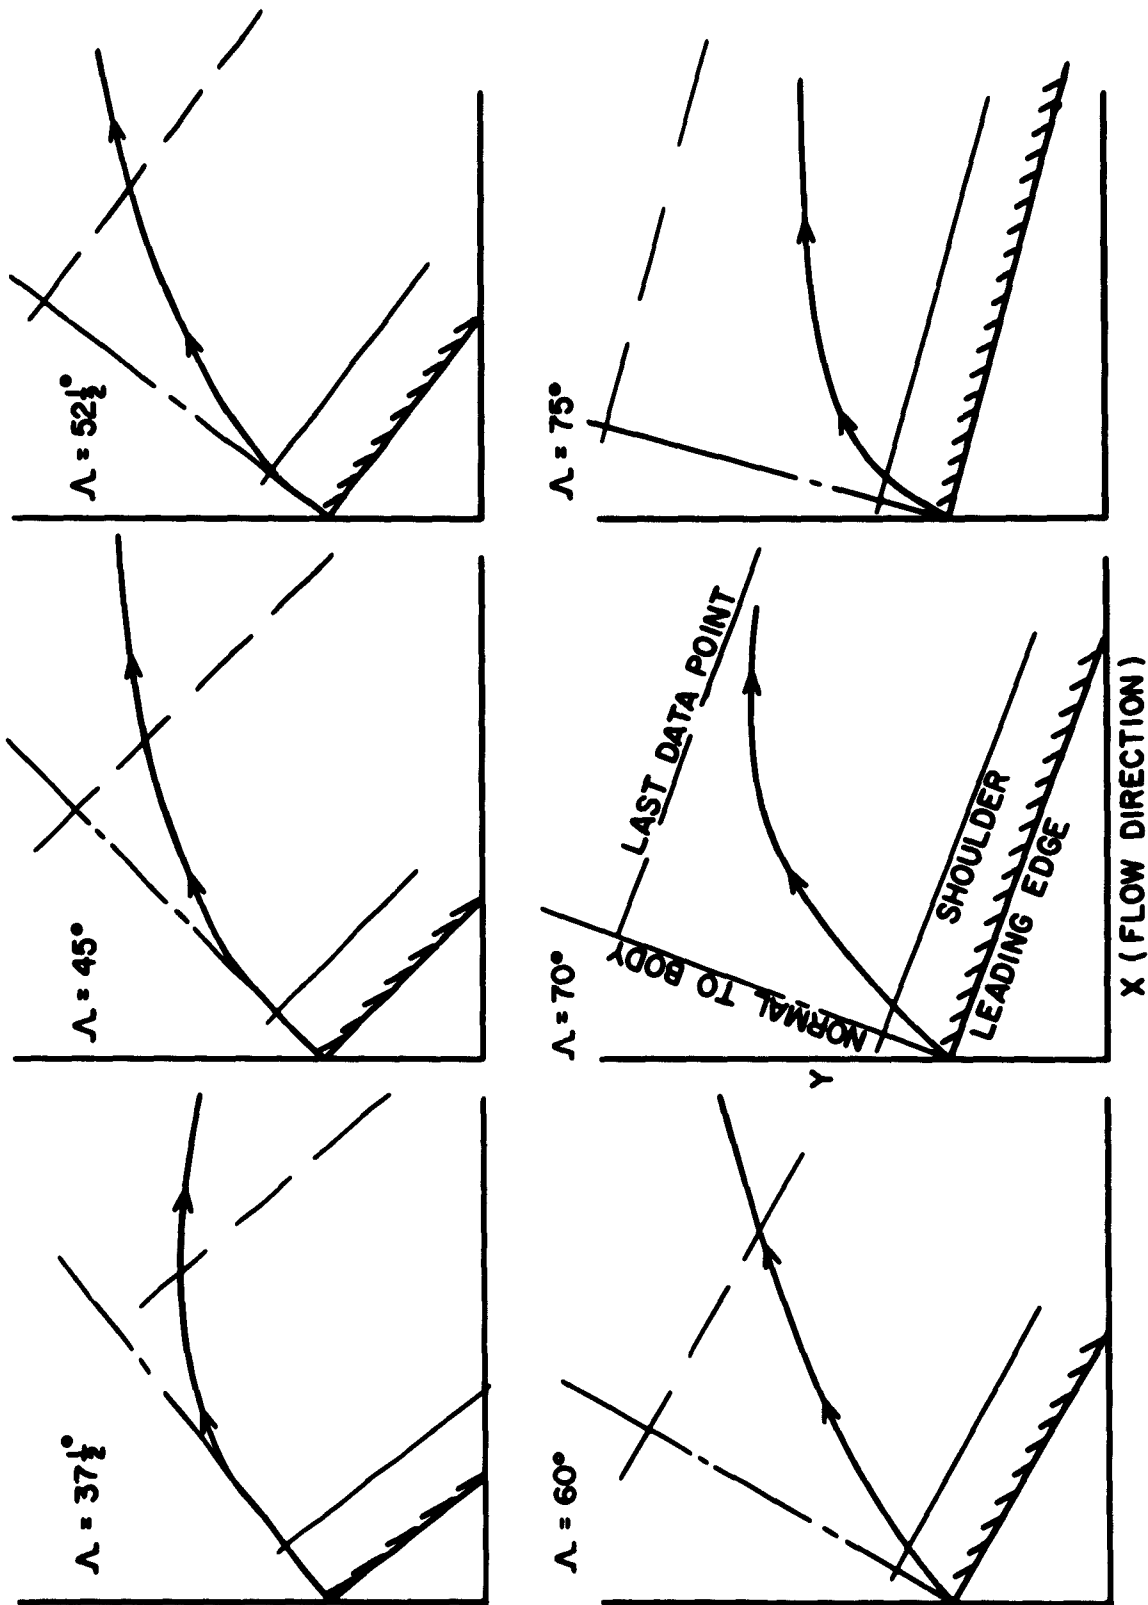 Λ = 37½°
Λ = 45°
Λ = 52½°
Λ = 60°
Λ = 70°
NORMAL TO BODY
LAST DATA POINT
SHOULDER
LEADING EDGE
Y
X (FLOW DIRECTION)
Λ = 75°